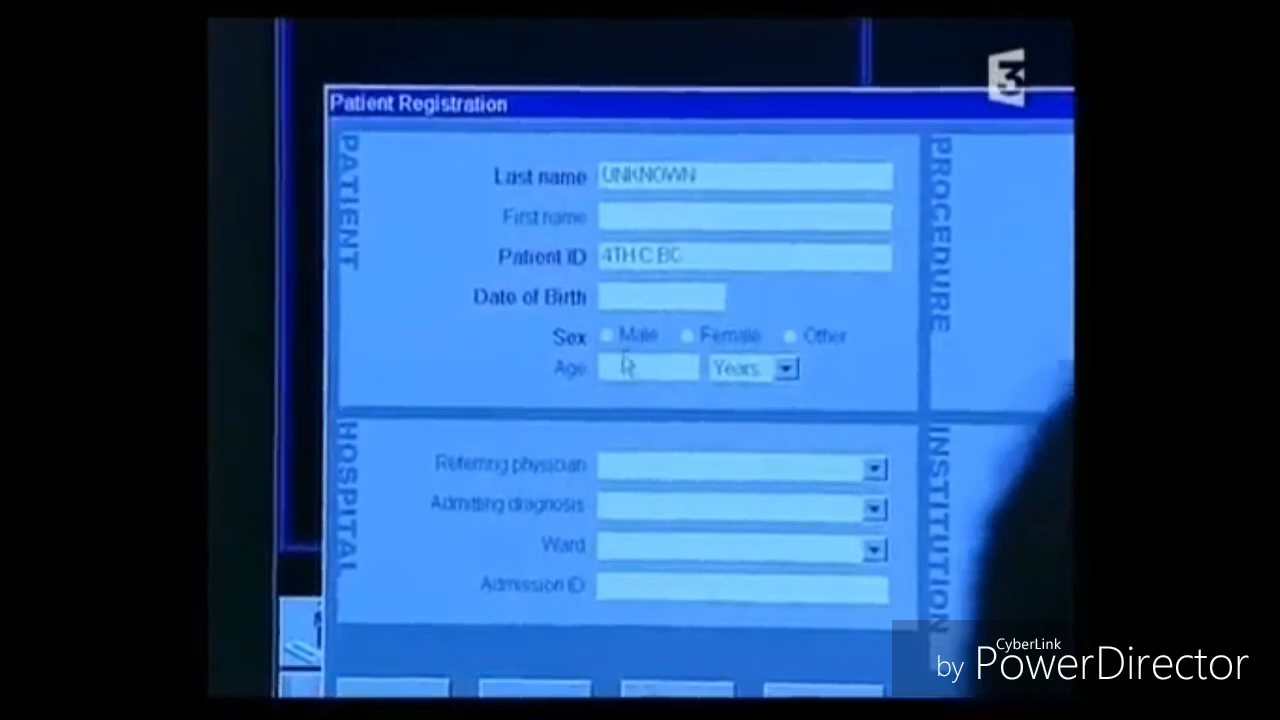 3
Patient Registration
PATIENT
Last name UNKNOWN
First name
Patient ID 4TH C BC
Date of Birth
Sex Male Female Other
Age Years
PROCEDURE
HOSPITAL
Referring physician
Admitting diagnosis
Ward
Admission ID
INSTITUTION
CyberLink
by PowerDirector